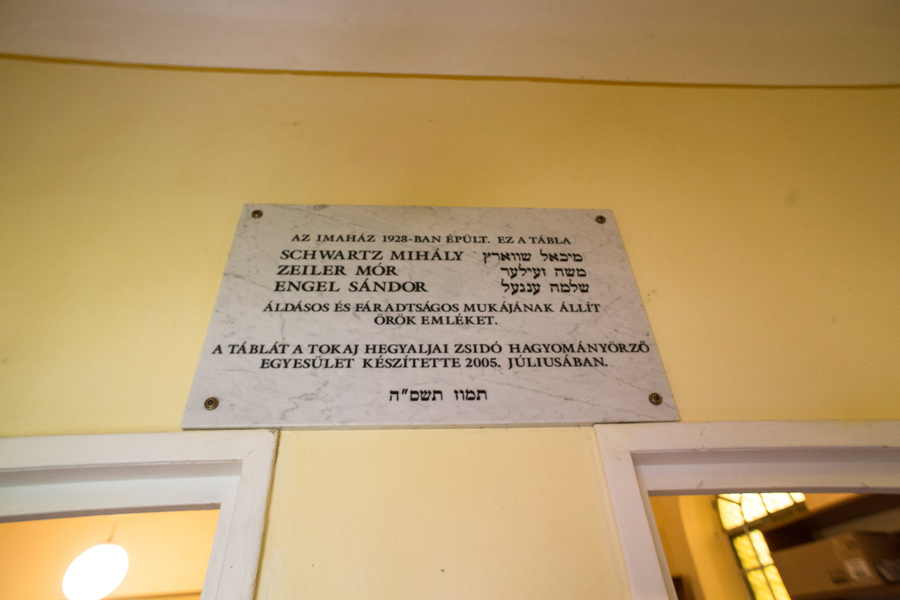 AZ IMAHÁZ 1928-BAN ÉPÜLT. EZ A TÁBLA
SCHWARTZ MIHÁLY מיכאל שווארץ
ZEILER MÓR משה זעילער
ENGEL SÁNDOR שלמה ענגעל
ÁLDÁSOS ÉS FÁRADTSÁGOS MUKÁJÁNAK ÁLLÍT
ÖRÖK EMLÉKET.
A TÁBLÁT A TOKAJ HEGYALJAI ZSIDÓ HAGYOMÁNYÖRZŐ
EGYESÜLET KÉSZÍTETTE 2005. JÚLIUSÁBAN.
תמוז תשס"ה